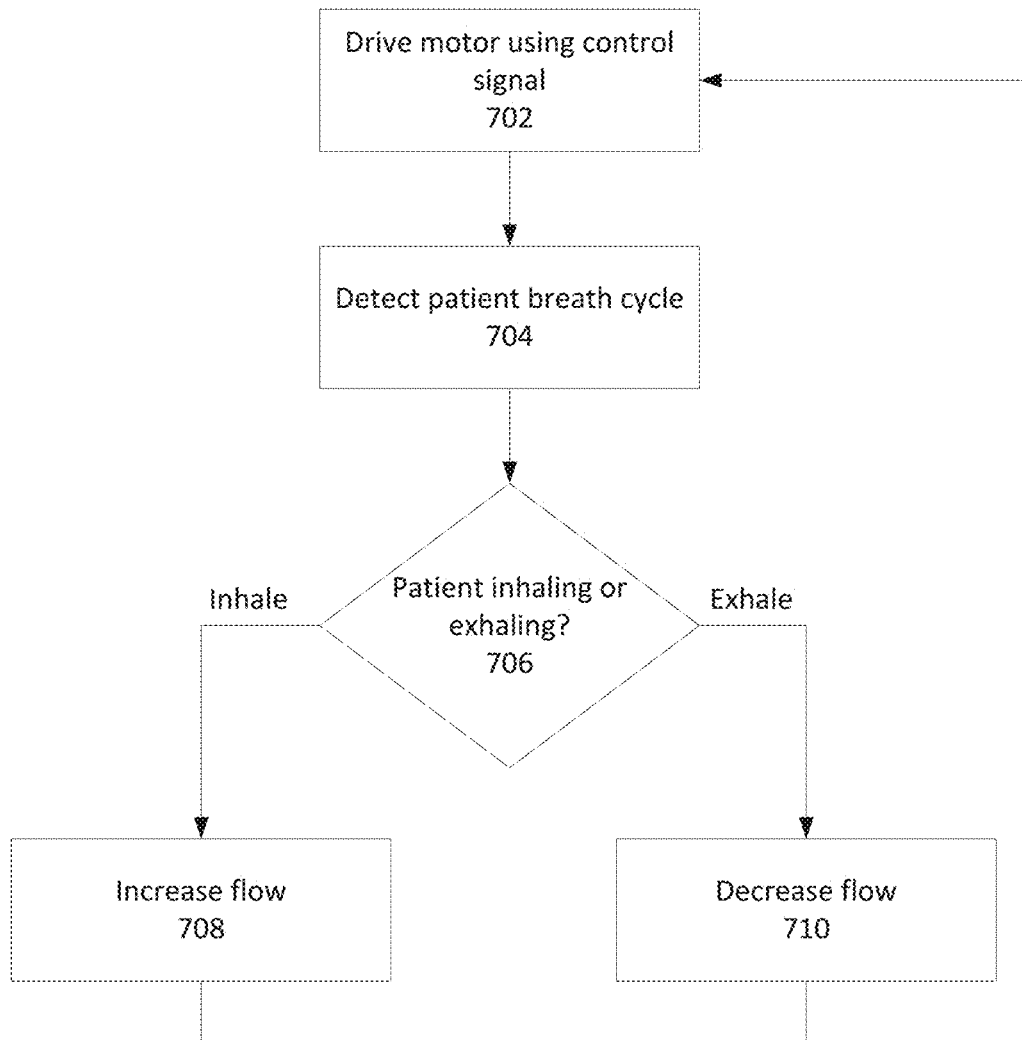 Drive motor using control
signal
702
Detect patient breath cycle
704
Patient inhaling or
exhaling?
706
Inhale
Exhale
Increase flow
708
Decrease flow
710